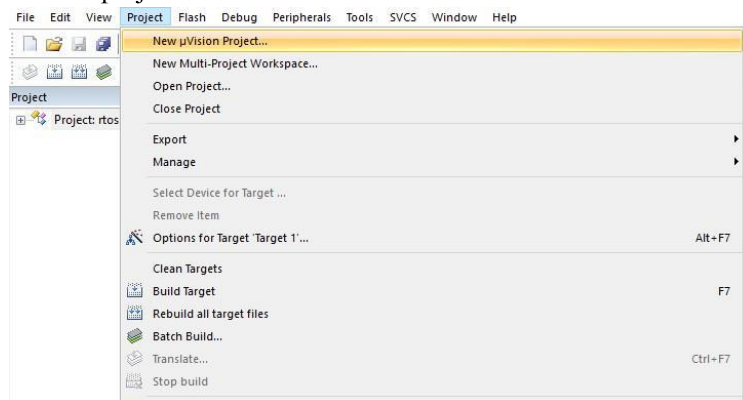 File Edit View Project Flash Debug Peripherals Tools SVCS Window Help
New µVision Project...
New Multi-Project Workspace...
Open Project...
Close Project
Project
Project: rtos
Export
Manage
Select Device for Target ...
Remove Item
Options for Target 'Target 1'... Alt+F7
Clean Targets
Build Target F7
Rebuild all target files
Batch Build...
Translate... Ctrl+F7
Stop build